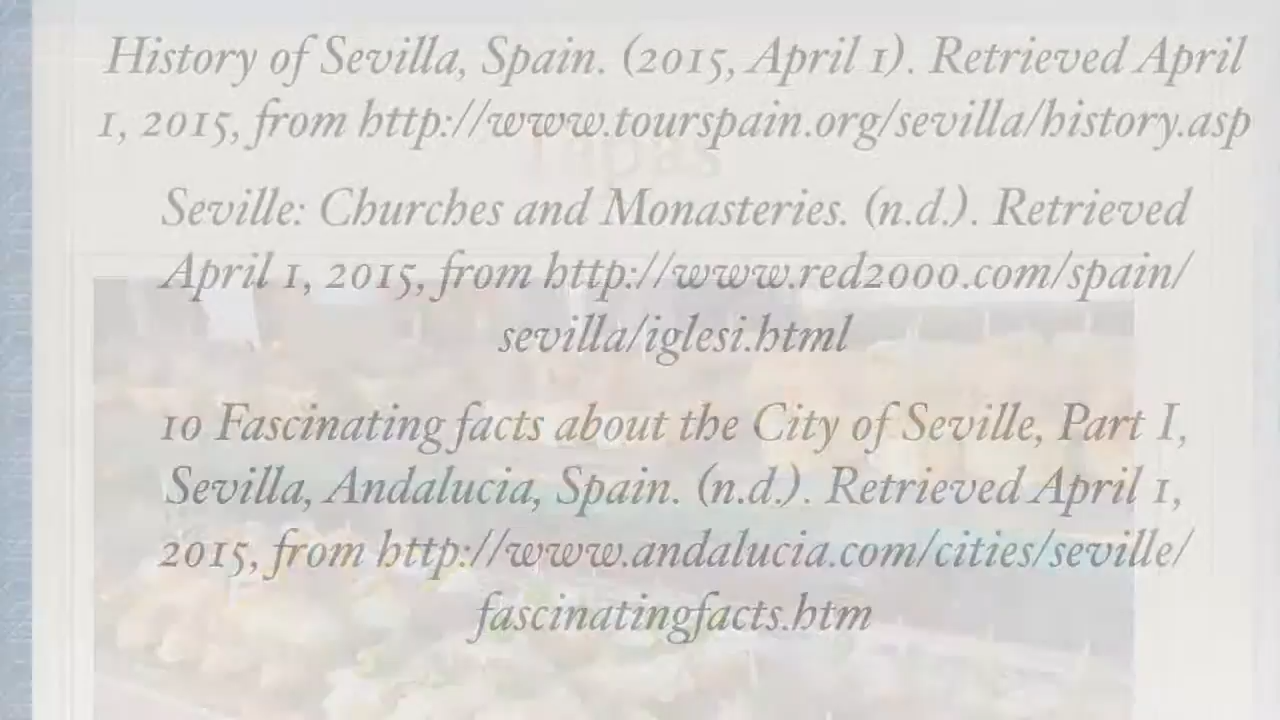 History of Sevilla, Spain. (2015, April 1). Retrieved April
1, 2015, from http://www.tourspain.org/sevilla/history.asp
Tapas
Seville: Churches and Monasteries. (n.d.). Retrieved
April 1, 2015, from http://www.red2000.com/spain/
sevilla/iglesi.html
10 Fascinating facts about the City of Seville, Part I,
Sevilla, Andalucia, Spain. (n.d.). Retrieved April 1,
2015, from http://www.andalucia.com/cities/seville/
fascinatingfacts.htm